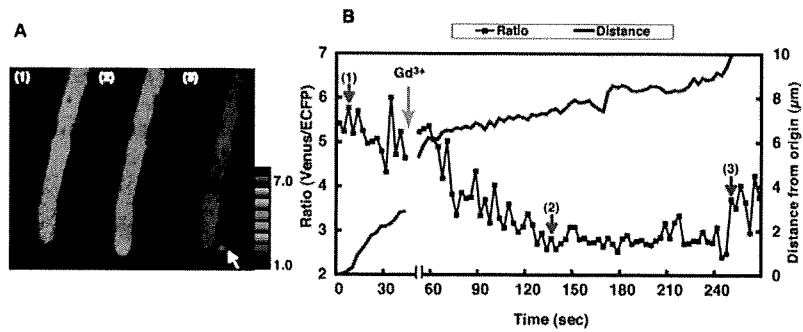 A
(1) (2) (3)
7.0
1.0
B
Ratio Distance
Ratio (Venus/ECFP)
7
6
5
4
3
2
(1)
Gd3+
(2)
(3)
10
8
6
4
2
0
Distance from origin (μm)
0 30 60 90 120 150 180 210 240
Time (sec)